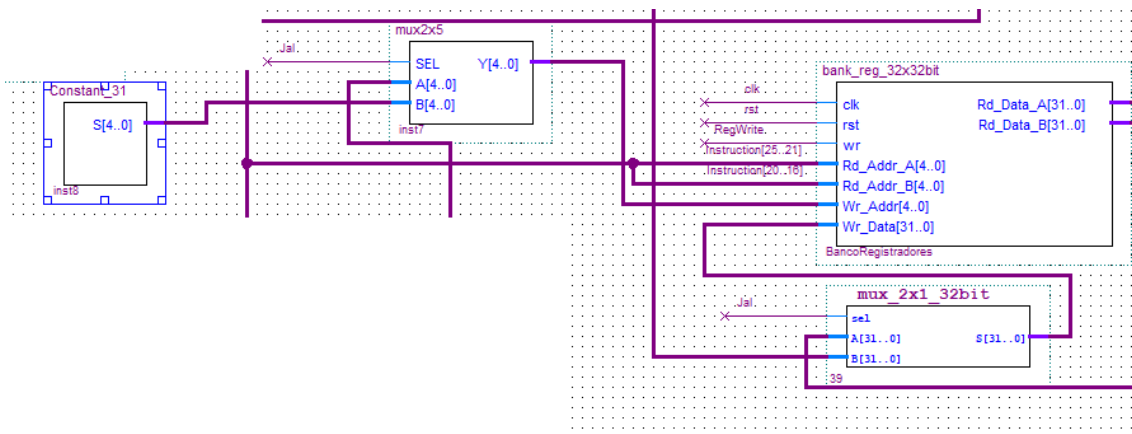 mux2x5
Jal
SEL
Y[4..0]
A[4..0]
B[4..0]
inst7
Constant_31
S[4..0]
inst8
bank_reg_32x32bit
clk
rst
RegWrite
Instruction[25..21]
Instruction[20..16]
clk
rst
wr
Rd_Addr_A[4..0]
Rd_Addr_B[4..0]
Wr_Addr[4..0]
Wr_Data[31..0]
Rd_Data_A[31..0]
Rd_Data_B[31..0]
BancoRegistradores
mux_2x1_32bit
Jal
sel
A[31..0]
B[31..0]
S[31..0]
39